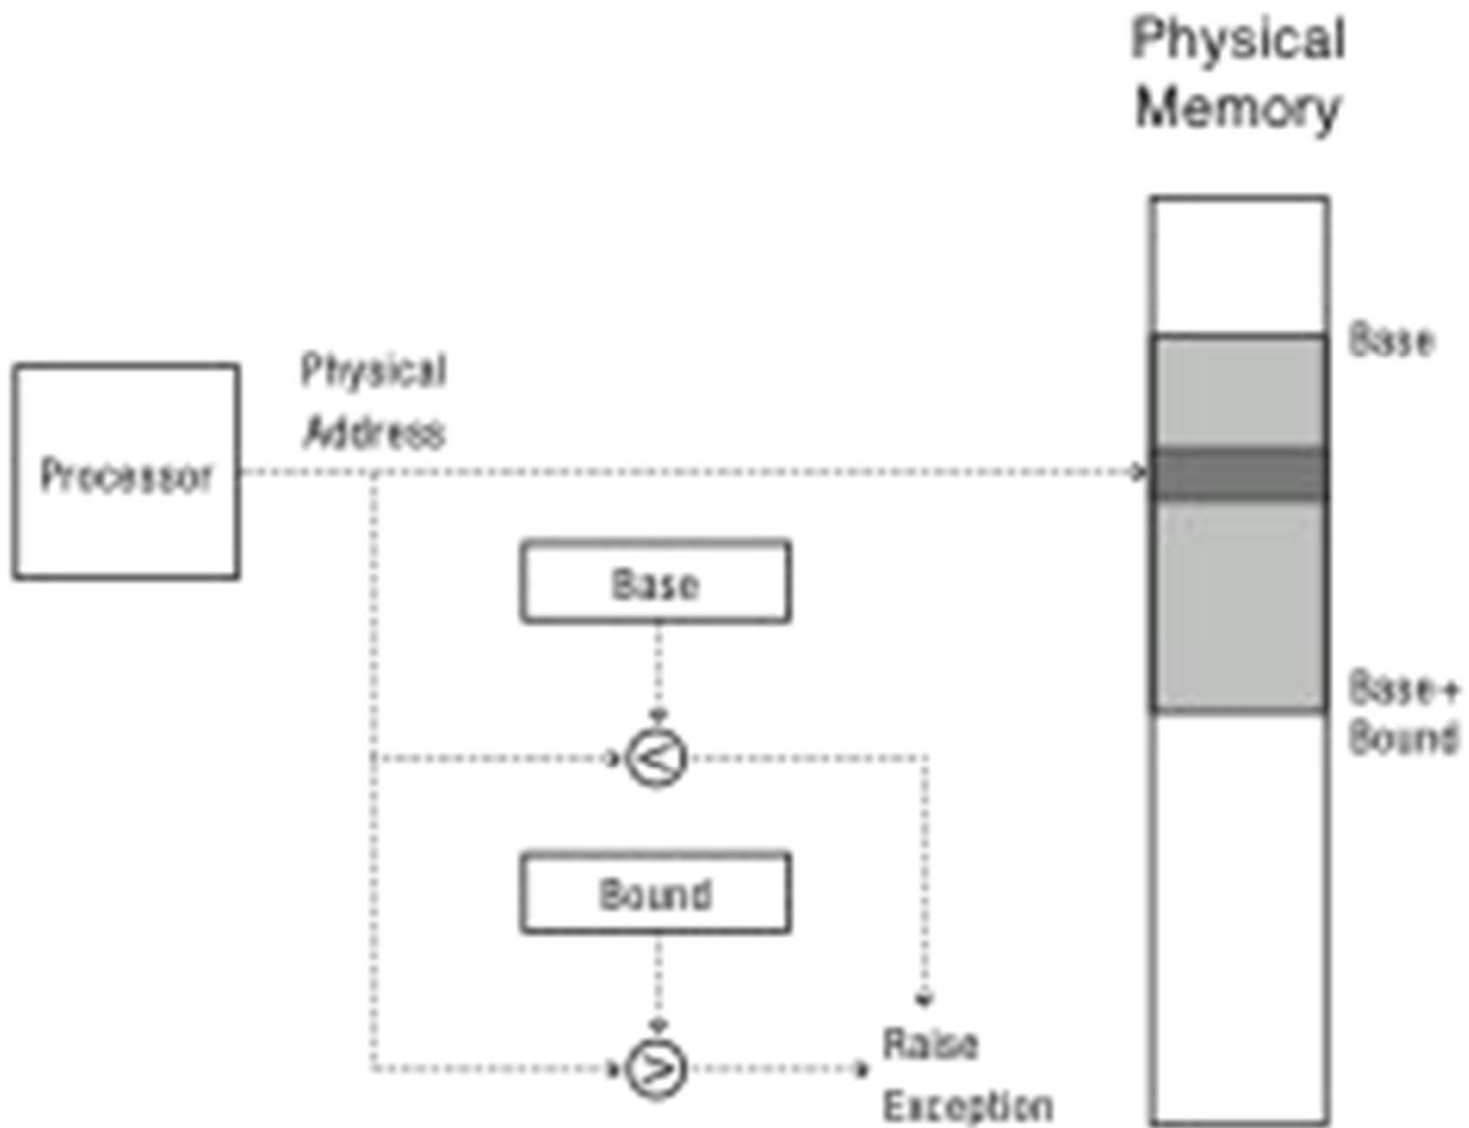 Physical
Memory
Base
Physical
Address
Processor
Base
<
Base+
Bound
Bound
>
Raise
Exception